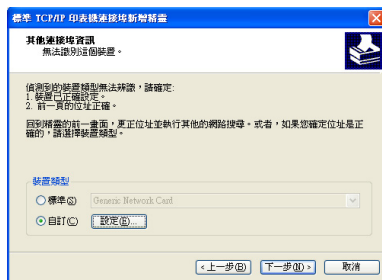 標準 TCP/IP 印表機連接埠新增精靈
其他連接埠資訊
無法識別這個裝置。
偵測到的裝置類型無法辨識，請確定:
1. 裝置已正確設定。
2. 前一頁的位址正確。
回到精靈的前一畫面，更正位址並執行其他的網路搜尋。或者，如果您確定位址是正
確的，請選擇裝置類型。
裝置類型
標準(S) Generic Network Card
自訂(C) 設定(E)...
<上一步(B) 下一步(N)> 取消